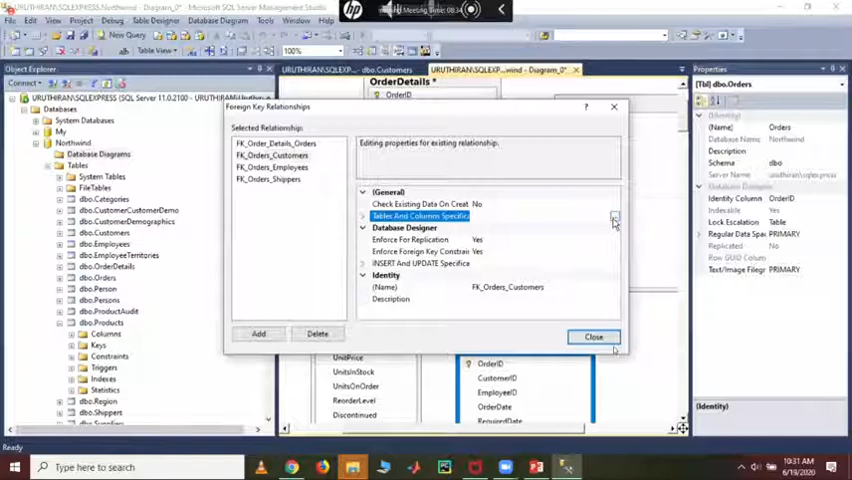 URUTHIRAN\SQLEXPRESS.Northwind - Diagram_0* - Microsoft SQL Server Management Studio
Meeting Time: 08:34
File Edit View Project Debug Table Designer Database Diagram Tools Window Help
New Query
Table View
100%
Object Explorer
Connect
URUTHIRAN\SQLEXPRESS (SQL Server 11.0.2100 - URUTHIRAN\
Databases
System Databases
My
Northwind
Database Diagrams
Tables
System Tables
FileTables
dbo.Categories
dbo.CustomerCustomerDemo
dbo.CustomerDemographics
dbo.Customers
dbo.Employees
dbo.EmployeeTerritories
dbo.OrderDetails
dbo.Orders
dbo.Person
dbo.Persons
dbo.ProductAudit
dbo.Products
Columns
Keys
Constraints
Triggers
Indexes
Statistics
dbo.Region
dbo.Shippers
dbo.Suppliers
URUTHIRAN\SQLEXP... - dbo.Customers
URUTHIRAN\SQLEXP...wind - Diagram_0*
OrderDetails *
OrderID
Foreign Key Relationships
? ×
Selected Relationship:
FK_Order_Details_Orders
FK_Orders_Customers
FK_Orders_Employees
FK_Orders_Shippers
Editing properties for existing relationship.
(General)
Check Existing Data On Creat No
Tables And Columns Specifica
Database Designer
Enforce For Replication Yes
Enforce Foreign Key Constrain Yes
INSERT And UPDATE Specifica
Identity
(Name) FK_Orders_Customers
Description
Add
Delete
Close
UnitPrice
UnitsInStock
UnitsOnOrder
ReorderLevel
Discontinued
OrderID
CustomerID
EmployeeID
OrderDate
RequiredDate
Properties
[Tbl] dbo.Orders
(Identity)
(Name) Orders
Database Name Northwind
Description
Schema dbo
Server Name uruthiran\sqlexpress
Database Designer
Identity Column OrderID
Indexable Yes
Lock Escalation Table
Regular Data Spac PRIMARY
Replicated No
Row GUID Column
Text/Image Filegr PRIMARY
(Identity)
Ready
Type here to search
10:31 AM
6/19/2020